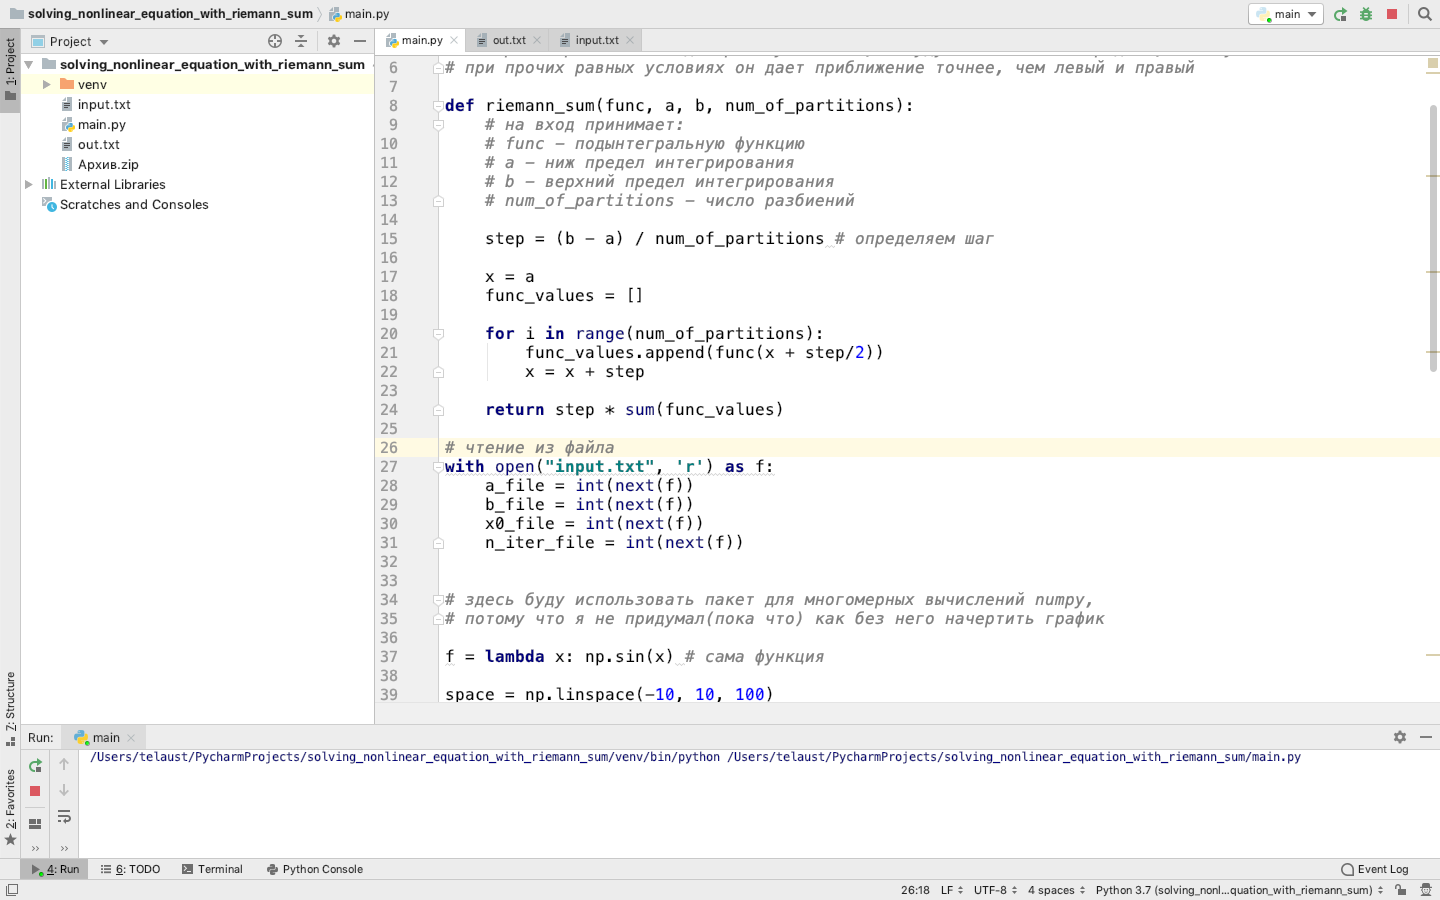 solving_nonlinear_equation_with_riemann_sum main.py main
1: Project
Project
main.py out.txt input.txt
solving_nonlinear_equation_with_riemann_sum
venv
input.txt
main.py
out.txt
Архив.zip
External Libraries
Scratches and Consoles
6 # при прочих равных условиях он дает приближение точнее, чем левый и правый
7
8 def riemann_sum(func, a, b, num_of_partitions):
9 # на вход принимает:
10 # func – подынтегральную функцию
11 # a – ниж предел интегрирования
12 # b – верхний предел интегрирования
13 # num_of_partitions – число разбиений
14
15 step = (b - a) / num_of_partitions # определяем шаг
16
17 x = a
18 func_values = []
19
20 for i in range(num_of_partitions):
21 func_values.append(func(x + step/2))
22 x = x + step
23
24 return step * sum(func_values)
25
26 # чтение из файла
27 with open("input.txt", 'r') as f:
28 a_file = int(next(f))
29 b_file = int(next(f))
30 x0_file = int(next(f))
31 n_iter_file = int(next(f))
32
33
34 # здесь буду использовать пакет для многомерных вычислений numpy,
35 # потому что я не придумал(пока что) как без него начертить график
36
37 f = lambda x: np.sin(x) # сама функция
38
39 space = np.linspace(-10, 10, 100)
Z: Structure
2: Favorites
Run: main
/Users/telaust/PycharmProjects/solving_nonlinear_equation_with_riemann_sum/venv/bin/python /Users/telaust/PycharmProjects/solving_nonlinear_equation_with_riemann_sum/main.py
4: Run 6: TODO Terminal Python Console Event Log
26:18 LF UTF-8 4 spaces Python 3.7 (solving_nonl...quation_with_riemann_sum)